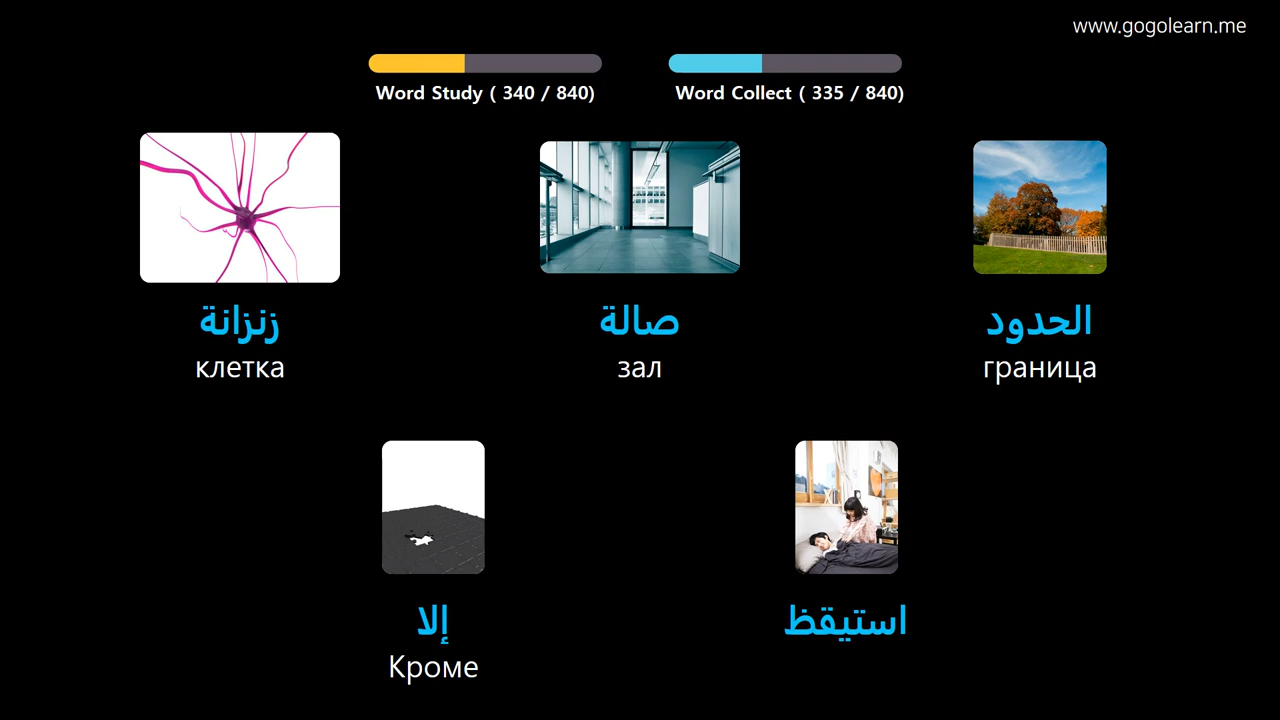 www.gogolearn.me
Word Study ( 340 / 840)
Word Collect ( 335 / 840)
زنزانة
клетка
صالة
зал
الحدود
граница
إلا
Кроме
استيقظ